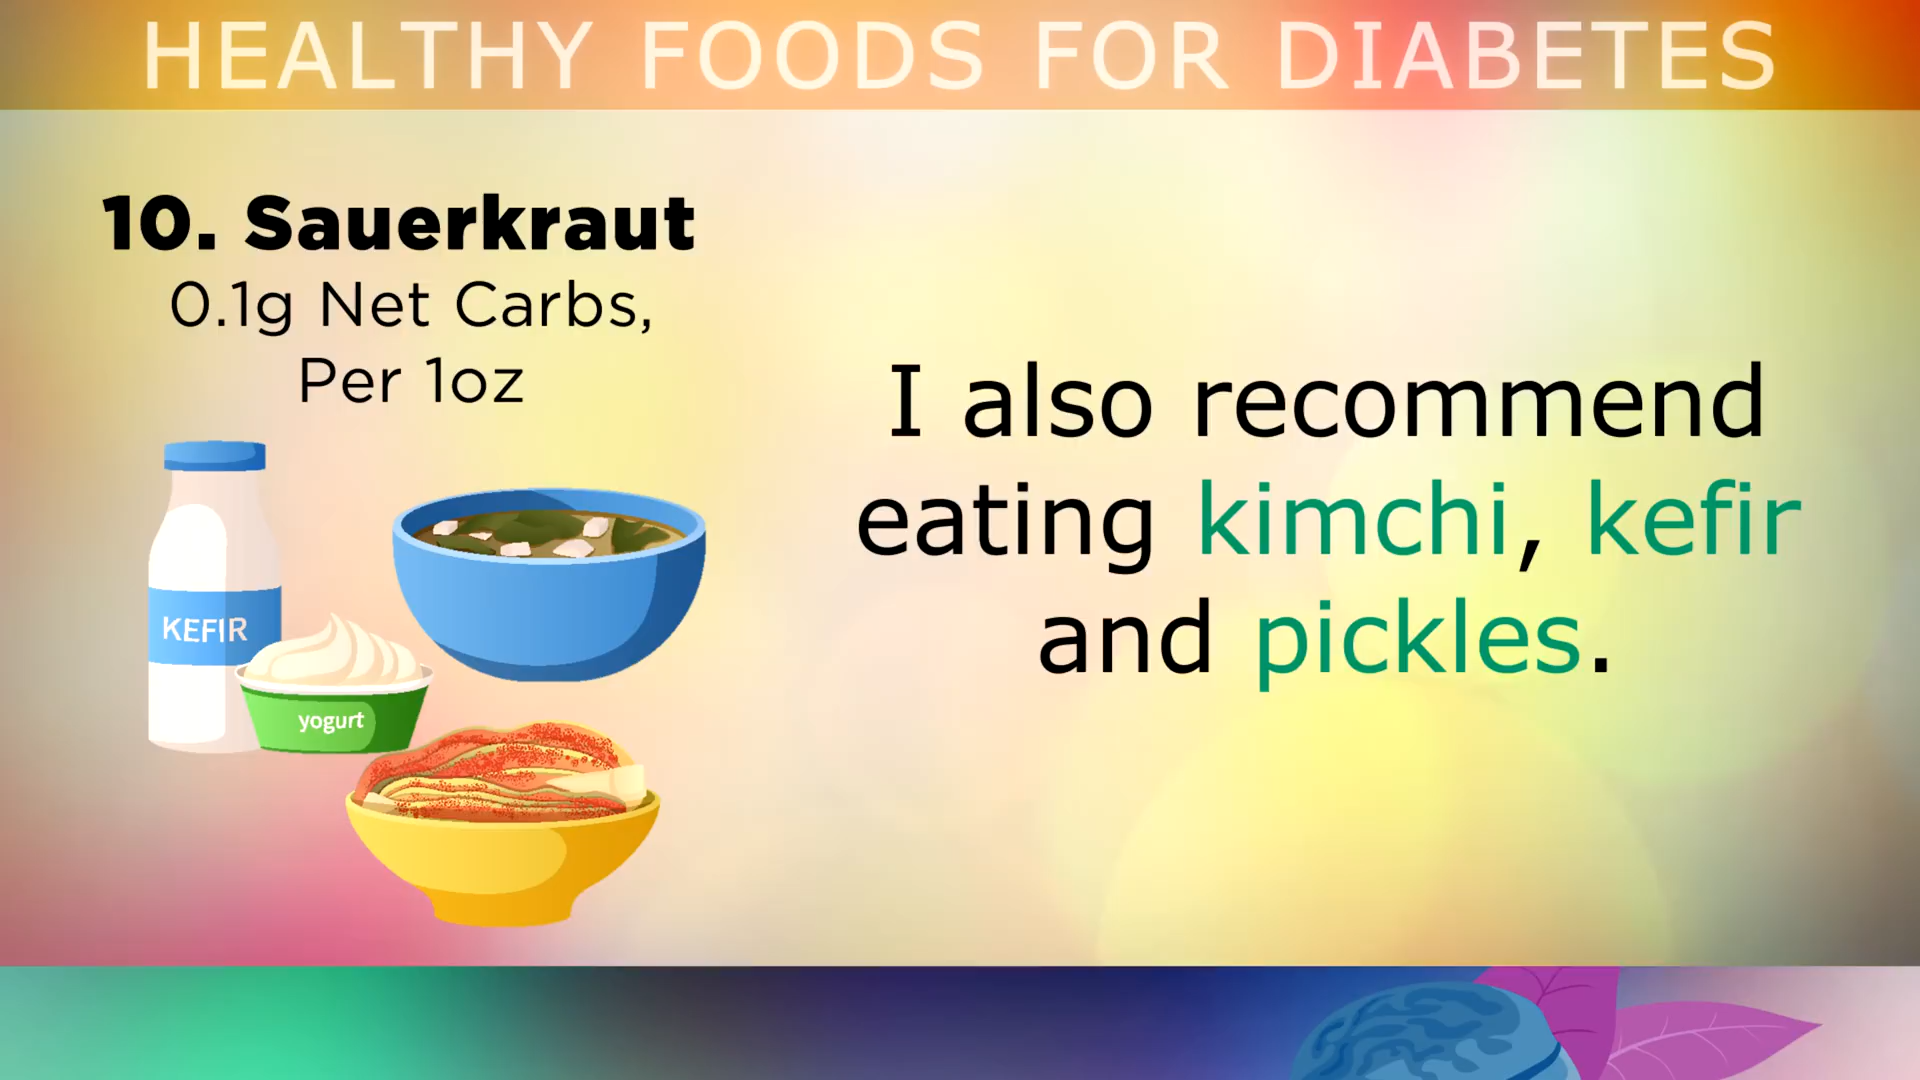 HEALTHY FOODS FOR DIABETES
10. Sauerkraut
0.1g Net Carbs,
Per 1oz
KEFIR
yogurt
I also recommend
eating kimchi, kefir
and pickles.